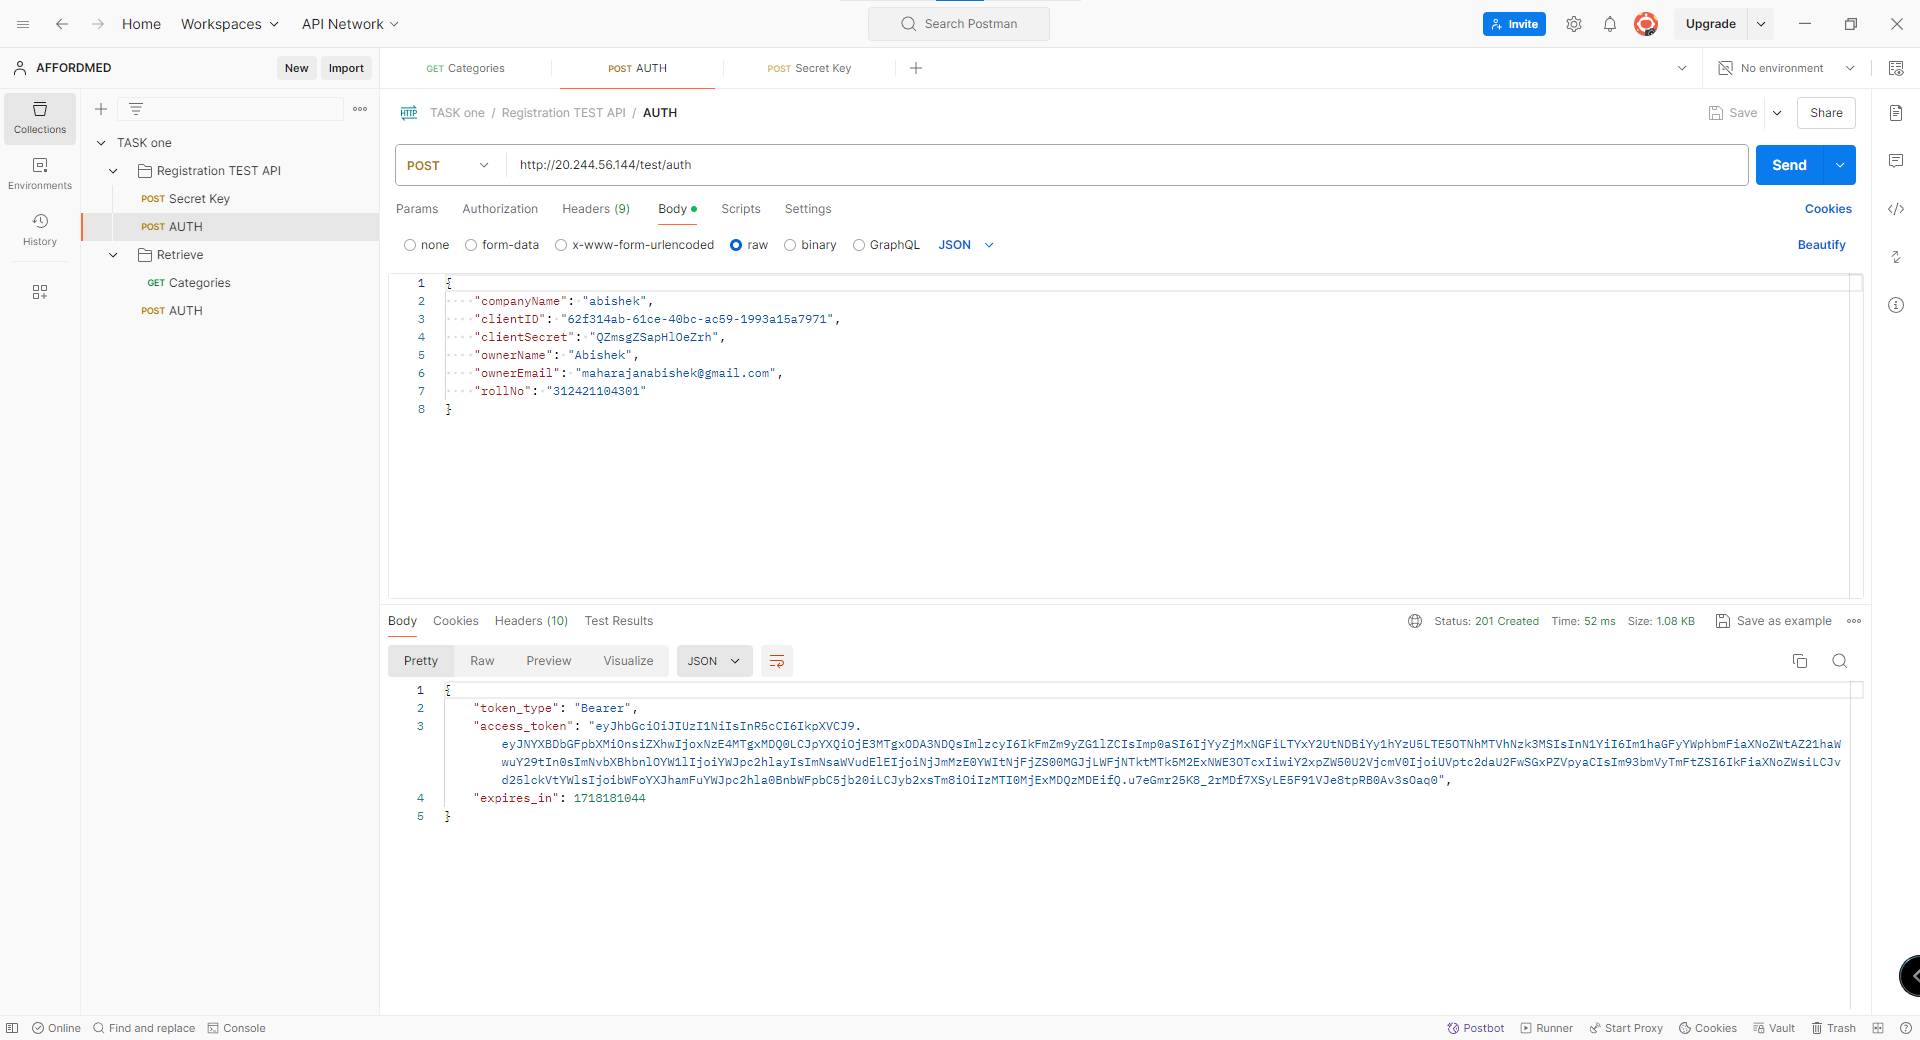 Home
Workspaces
API Network
Search Postman
Invite
Upgrade
AFFORDMED
New
Import
GET Categories
POST AUTH
POST Secret Key
No environment
Collections
Environments
History
TASK one
Registration TEST API
POST Secret Key
POST AUTH
Retrieve
GET Categories
POST AUTH
HTTP TASK one / Registration TEST API / AUTH
Save
Share
POST http://20.244.56.144/test/auth
Send
Params Authorization Headers (9) Body Scripts Settings
Cookies
none form-data x-www-form-urlencoded raw binary GraphQL JSON
Beautify
1 {
2 "companyName": "abishek",
3 "clientID": "62f314ab-61ce-40bc-ac59-1993a15a7971",
4 "clientSecret": "QZmsgZSapHlOeZrh",
5 "ownerName": "Abishek",
6 "ownerEmail": "maharajanabishek@gmail.com",
7 "rollNo": "312421104301"
8 }
Body Cookies Headers (10) Test Results
Status: 201 Created Time: 52 ms Size: 1.08 KB
Save as example
Pretty Raw Preview Visualize JSON
1 {
2 "token_type": "Bearer",
3 "access_token": "eyJhbGciOiJIUzI1NiIsInR5cCI6IkpXVCJ9.
4 "expires_in": 1718181044
5 }
Online
Find and replace
Console
Postbot
Runner
Start Proxy
Cookies
Vault
Trash